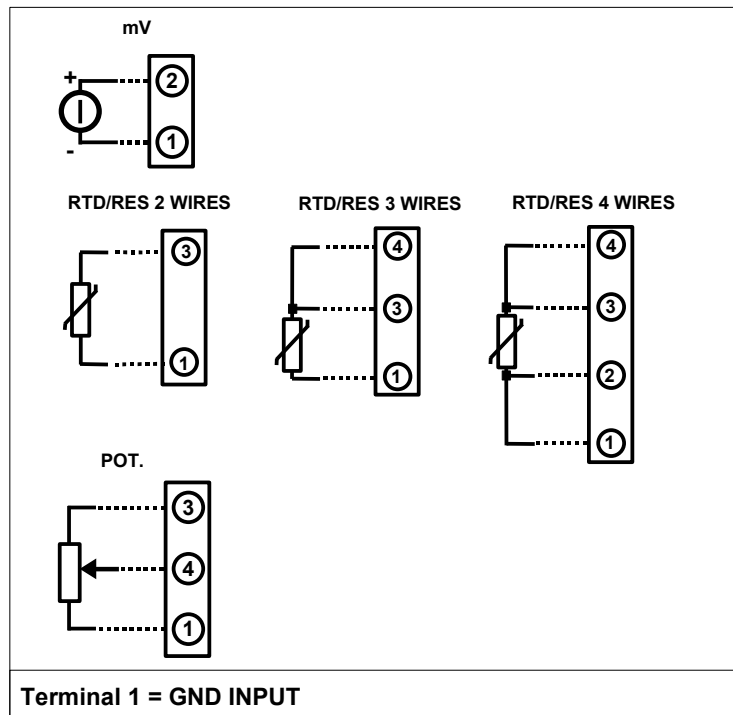 mV
+
2
1
-
RTD/RES 2 WIRES
RTD/RES 3 WIRES
RTD/RES 4 WIRES
3
1
4
3
1
4
3
2
1
POT.
3
4
1
Terminal 1 = GND INPUT